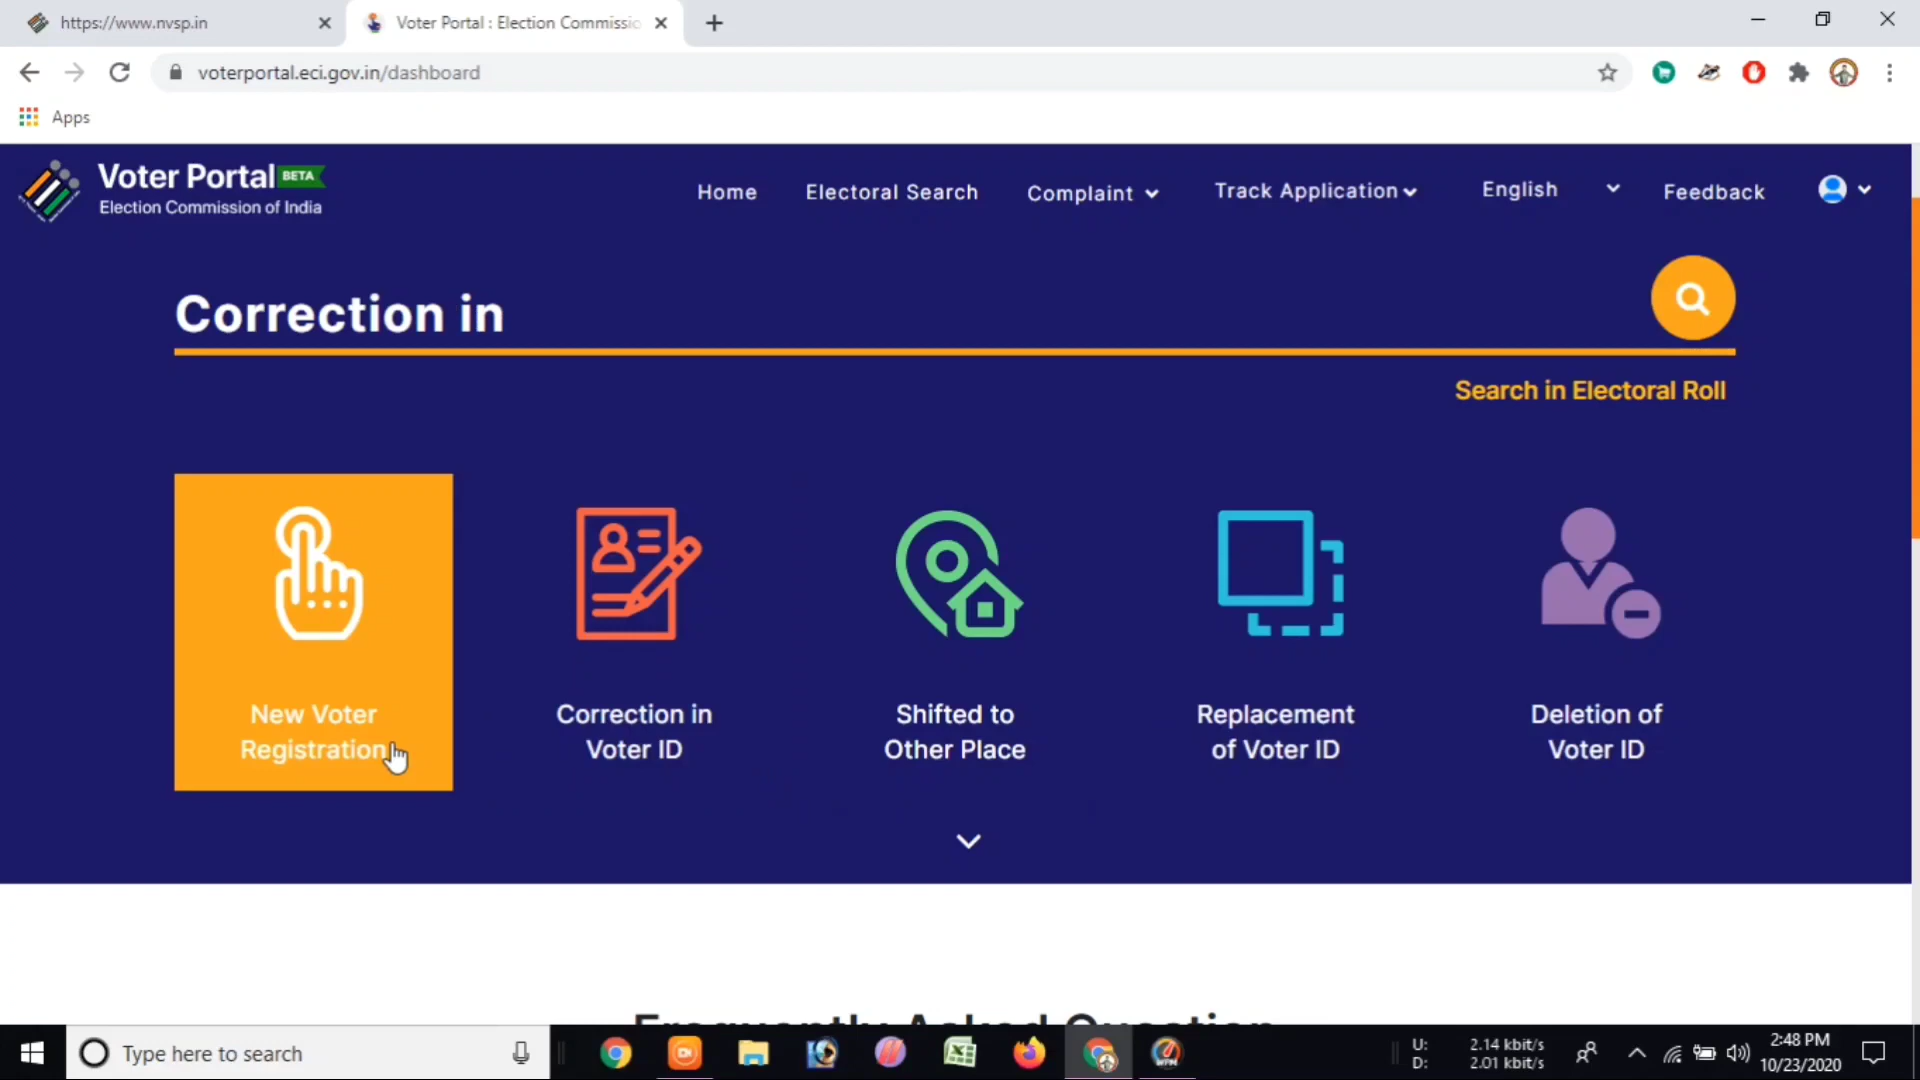 https://www.nvsp.in
Voter Portal : Election Commissio
voterportal.eci.gov.in/dashboard
Apps
Voter Portal BETA
Election Commission of India
Home
Electoral Search
Complaint
Track Application
English
Feedback
Correction in
Search in Electoral Roll
New Voter
Registration
Correction in
Voter ID
Shifted to
Other Place
Replacement
of Voter ID
Deletion of
Voter ID
Frequently Asked Question
Type here to search
U: 2.14 kbit/s
D: 2.01 kbit/s
2:48 PM
10/23/2020